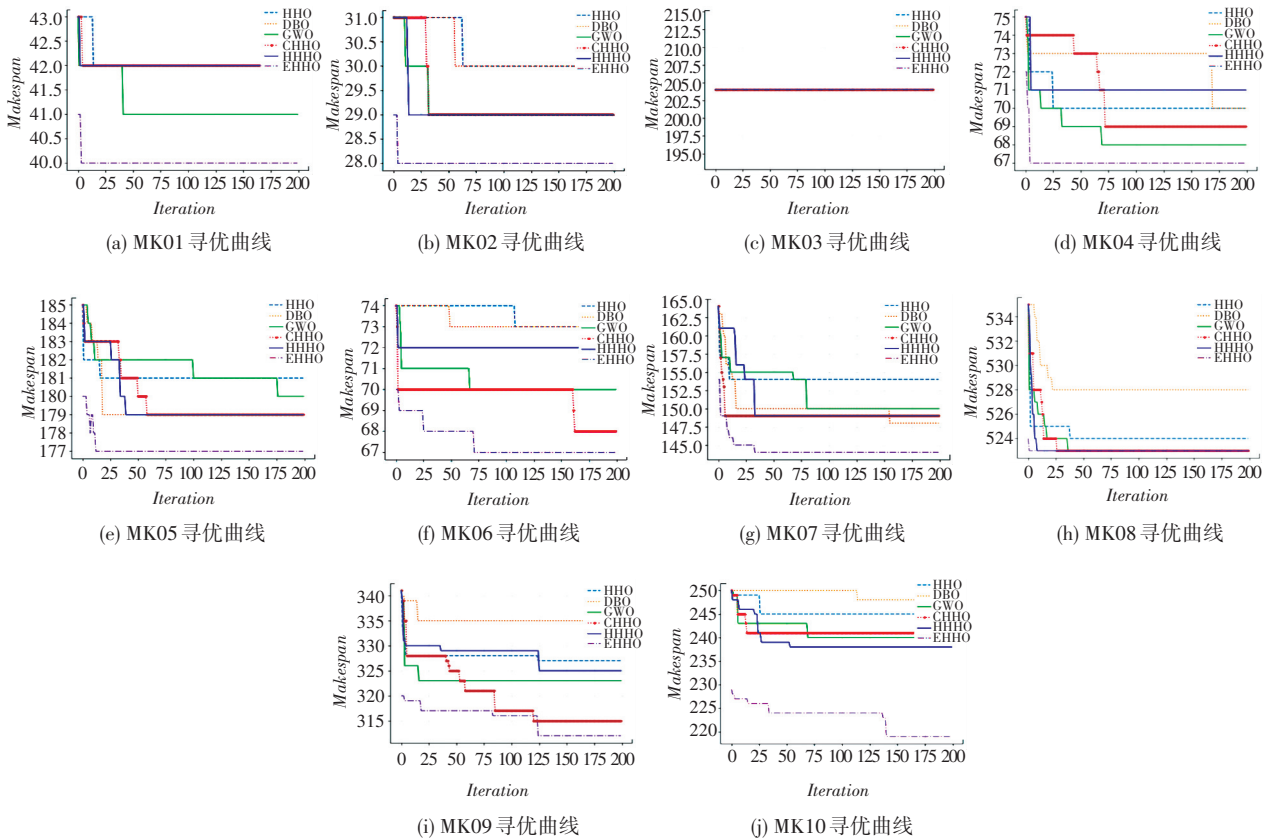 43.0
42.5
42.0
41.5
41.0
40.5
40.0
Makespan
HHO
DBO
GWO
CHHO
HHHO
EHHO
0 25 50 75 100 125 150 175 200
Iteration
(a) MK01 寻优曲线
31.0
30.5
30.0
29.5
29.0
28.5
28.0
Makespan
HHO
DBO
GWO
CHHO
HHHO
EHHO
0 25 50 75 100 125 150 175 200
Iteration
(b) MK02 寻优曲线
215.0
212.5
210.0
207.5
205.0
202.5
200.0
197.5
195.0
Makespan
HHO
DBO
GWO
CHHO
HHHO
EHHO
0 25 50 75 100 125 150 175 200
Iteration
(c) MK03 寻优曲线
75
74
73
72
71
70
69
68
67
Makespan
HHO
DBO
GWO
CHHO
HHHO
EHHO
0 25 50 75 100 125 150 175 200
Iteration
(d) MK04 寻优曲线
185
184
183
182
181
180
179
178
177
Makespan
HHO
DBO
GWO
CHHO
HHHO
EHHO
0 25 50 75 100 125 150 175 200
Iteration
(e) MK05 寻优曲线
74
73
72
71
70
69
68
67
Makespan
HHO
DBO
GWO
CHHO
HHHO
EHHO
0 25 50 75 100 125 150 175 200
Iteration
(f) MK06 寻优曲线
165.0
162.5
160.0
157.5
155.0
152.5
150.0
147.5
145.0
Makespan
HHO
DBO
GWO
CHHO
HHHO
EHHO
0 25 50 75 100 125 150 175 200
Iteration
(g) MK07 寻优曲线
534
532
530
528
526
524
Makespan
HHO
DBO
GWO
CHHO
HHHO
EHHO
0 25 50 75 100 125 150 175 200
Iteration
(h) MK08 寻优曲线
340
335
330
325
320
315
Makespan
HHO
DBO
GWO
CHHO
HHHO
EHHO
0 25 50 75 100 125 150 175 200
Iteration
(i) MK09 寻优曲线
250
245
240
235
230
225
220
Makespan
HHO
DBO
GWO
CHHO
HHHO
EHHO
0 25 50 75 100 125 150 175 200
Iteration
(j) MK10 寻优曲线